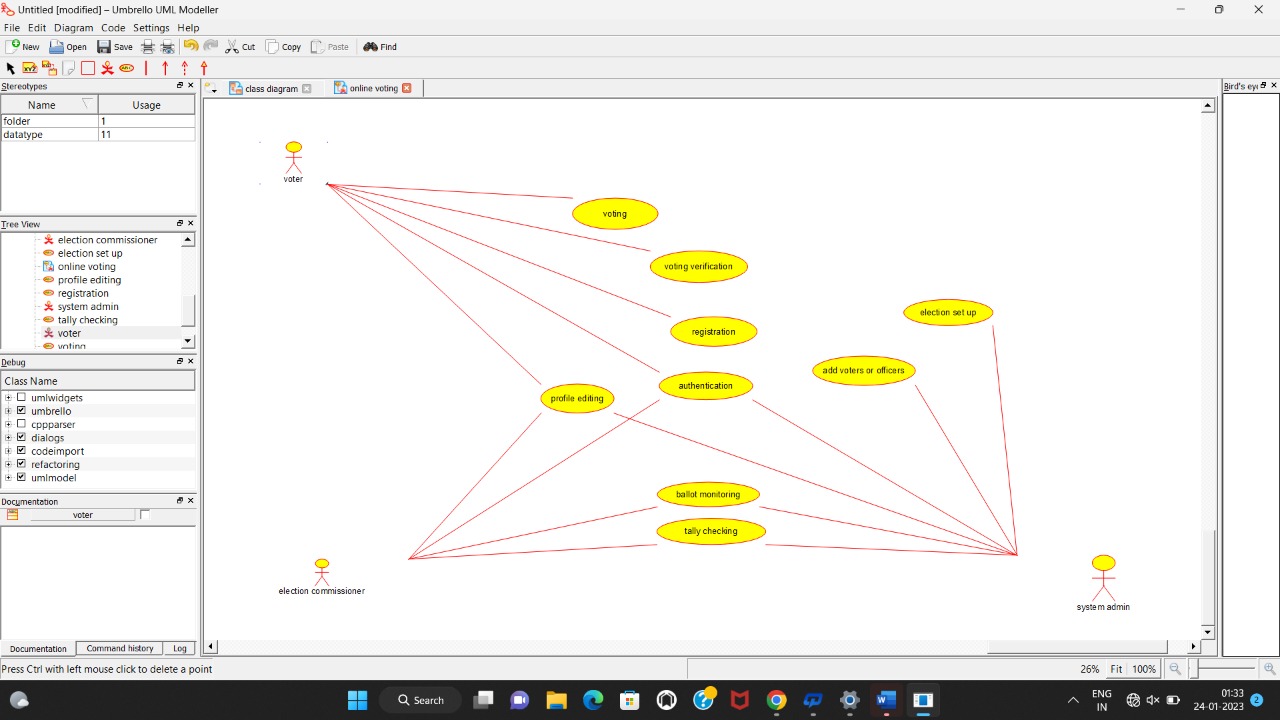 Untitled [modified] – Umbrello UML Modeller
File Edit Diagram Code Settings Help
New Open Save Cut Copy Paste Find
Stereotypes
Name Usage
folder 1
datatype 11
Tree View
election commissioner
election set up
online voting
profile editing
registration
system admin
tally checking
voter
voting
Debug
Class Name
umlwidgets
umbrello
cppparser
dialogs
codeimport
refactoring
umlmodel
Documentation
voter
Documentation Command history Log
class diagram online voting
Bird's eye
voter
voting
voting verification
election set up
registration
add voters or officers
authentication
profile editing
ballot monitoring
tally checking
election commissioner
system admin
Press Ctrl with left mouse click to delete a point
26% Fit 100%
Search
ENG
IN
01:33
24-01-2023
2